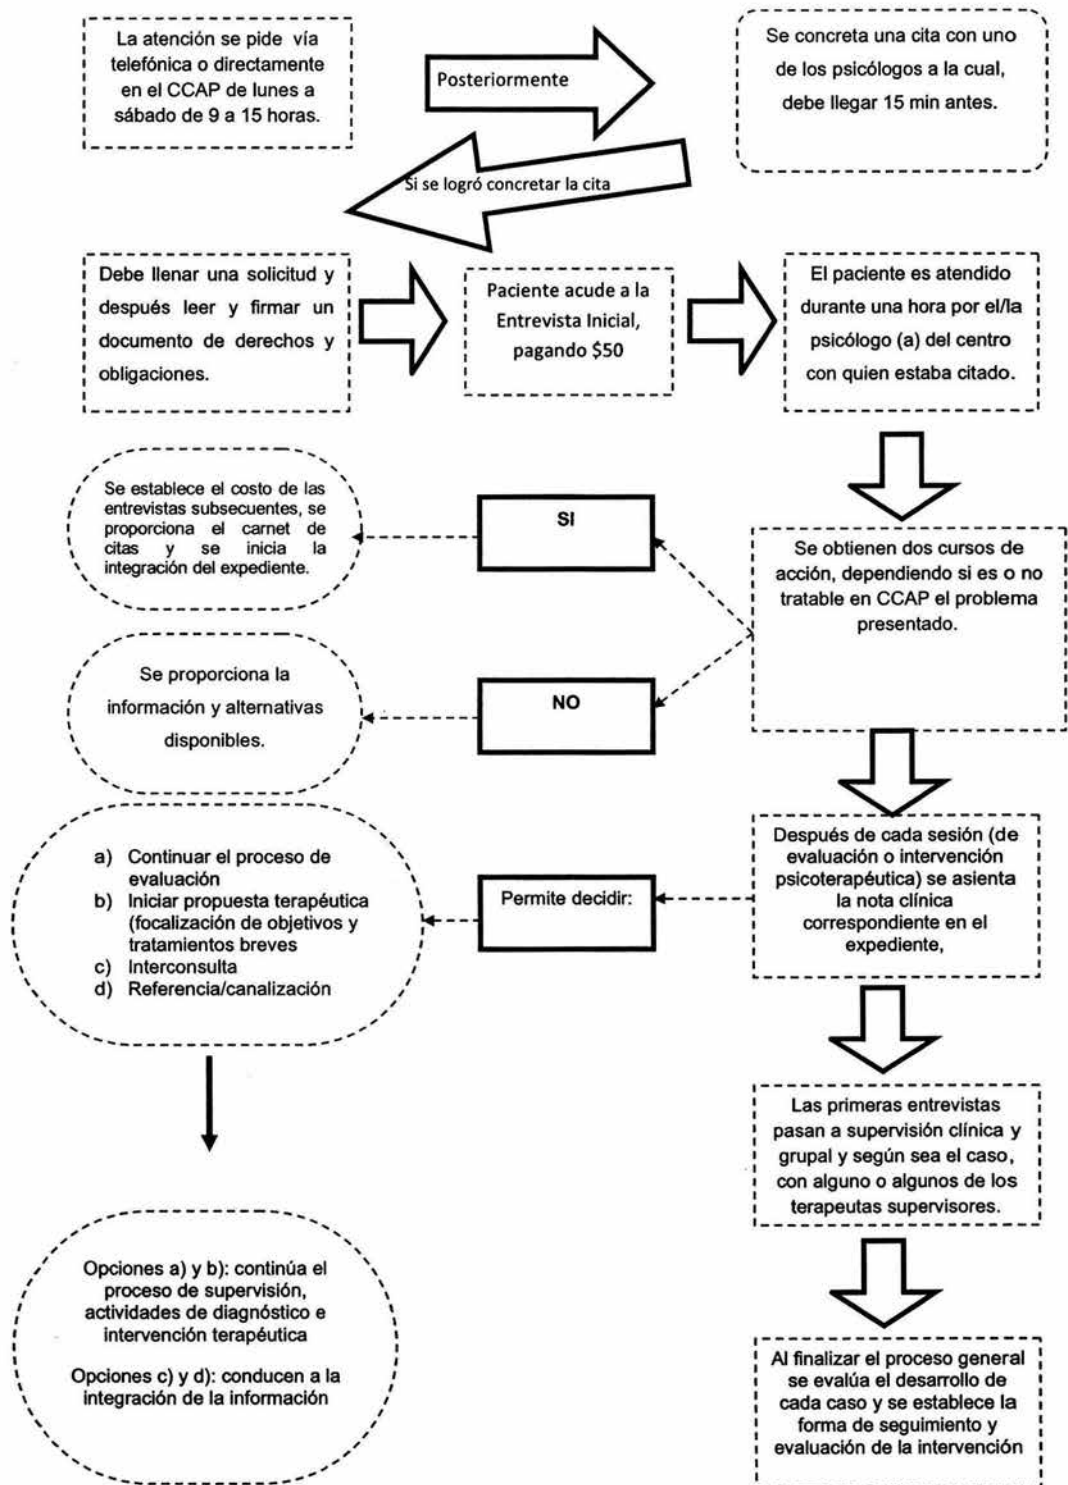 La atención se pide vía
telefónica o directamente
en el CCAP de lunes a
sábado de 9 a 15 horas.
Posteriormente
Se concreta una cita con uno
de los psicólogos a la cual,
debe llegar 15 min antes.
Si se logró concretar la cita
Debe llenar una solicitud y
después leer y firmar un
documento de derechos y
obligaciones.
Paciente acude a la
Entrevista Inicial,
pagando $50
El paciente es atendido
durante una hora por el/la
psicólogo (a) del centro
con quien estaba citado.
Se establece el costo de las
entrevistas subsecuentes, se
proporciona el carnet de
citas y se inicia la
integración del expediente.
SI
Se obtienen dos cursos de
acción, dependiendo si es o no
tratable en CCAP el problema
presentado.
Se proporciona la
información y alternativas
disponibles.
NO
a) Continuar el proceso de
evaluación
b) Iniciar propuesta terapéutica
(focalización de objetivos y
tratamientos breves
c) Interconsulta
d) Referencia/canalización
Permite decidir:
Después de cada sesión (de
evaluación o intervención
psicoterapéutica) se asienta
la nota clínica
correspondiente en el
expediente,
Las primeras entrevistas
pasan a supervisión clínica y
grupal y según sea el caso,
con alguno o algunos de los
terapeutas supervisores.
Opciones a) y b): continúa el
proceso de supervisión,
actividades de diagnóstico e
intervención terapéutica
Opciones c) y d): conducen a la
integración de la información
Al finalizar el proceso general
se evalúa el desarrollo de
cada caso y se establece la
forma de seguimiento y
evaluación de la intervención